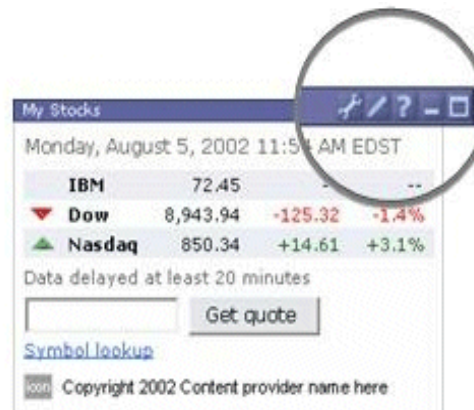 My Stocks
Monday, August 5, 2002 11:54 AM EDST
IBM 72.45 - --
Dow 8,943.94 -125.32 -1.4%
Nasdaq 850.34 +14.61 +3.1%
Data delayed at least 20 minutes
Get quote
Symbol lookup
icon Copyright 2002 Content provider name here